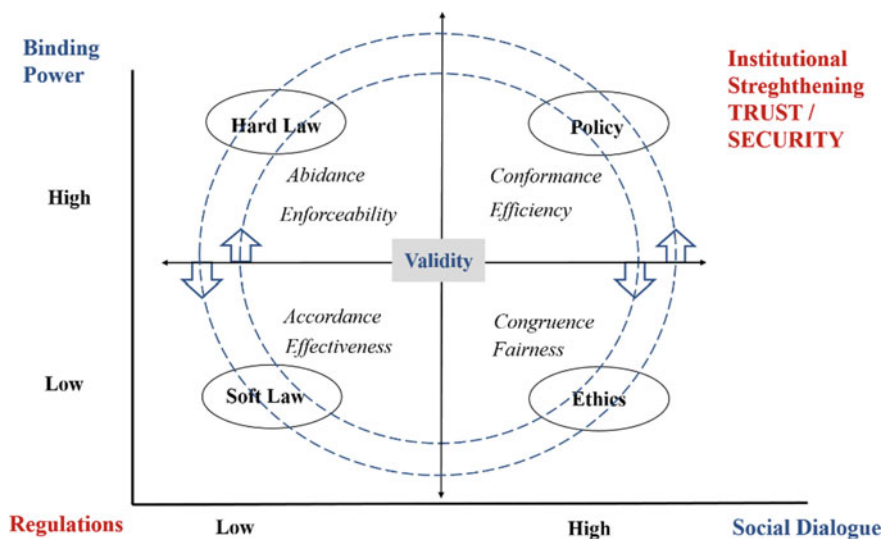 Binding
Power
Institutional
Streghthening
TRUST /
SECURITY
Hard Law
Policy
Abidance
Enforceability
Conformance
Efficiency
High
Validity
Accordance
Effectiveness
Congruence
Fairness
Low
Soft Law
Ethics
Regulations
Low
High
Social Dialogue